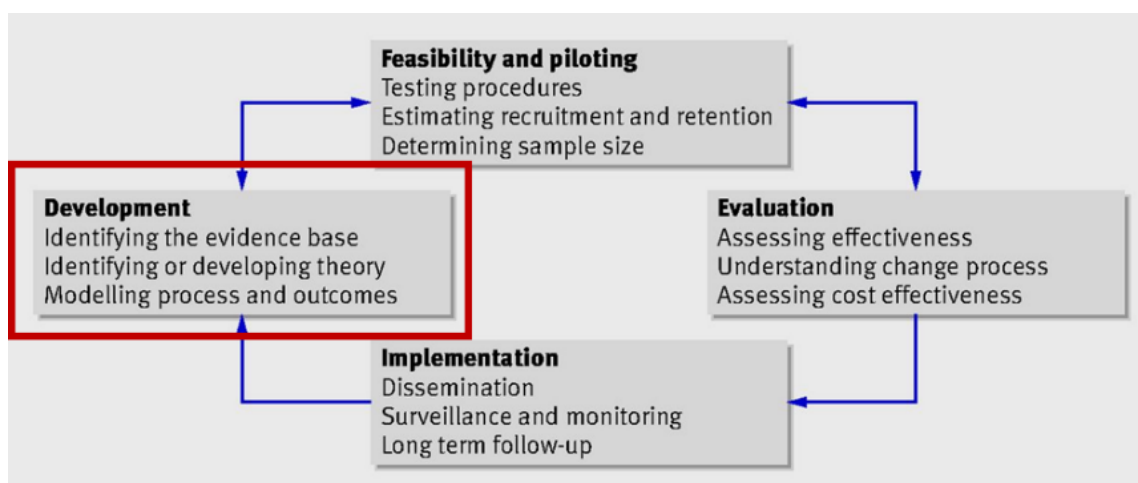 Feasibility and piloting
Testing procedures
Estimating recruitment and retention
Determining sample size
Development
Identifying the evidence base
Identifying or developing theory
Modelling process and outcomes
Evaluation
Assessing effectiveness
Understanding change process
Assessing cost effectiveness
Implementation
Dissemination
Surveillance and monitoring
Long term follow-up